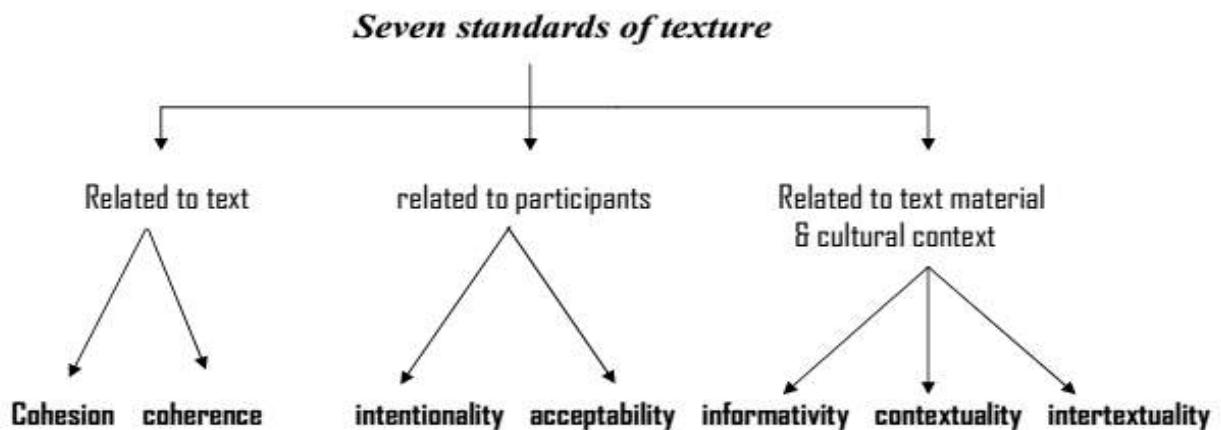 Seven standards of texture
Related to text
related to participants
Related to text material
& cultural context
Cohesion coherence
intentionality acceptability
informativity contextuality intertextuality